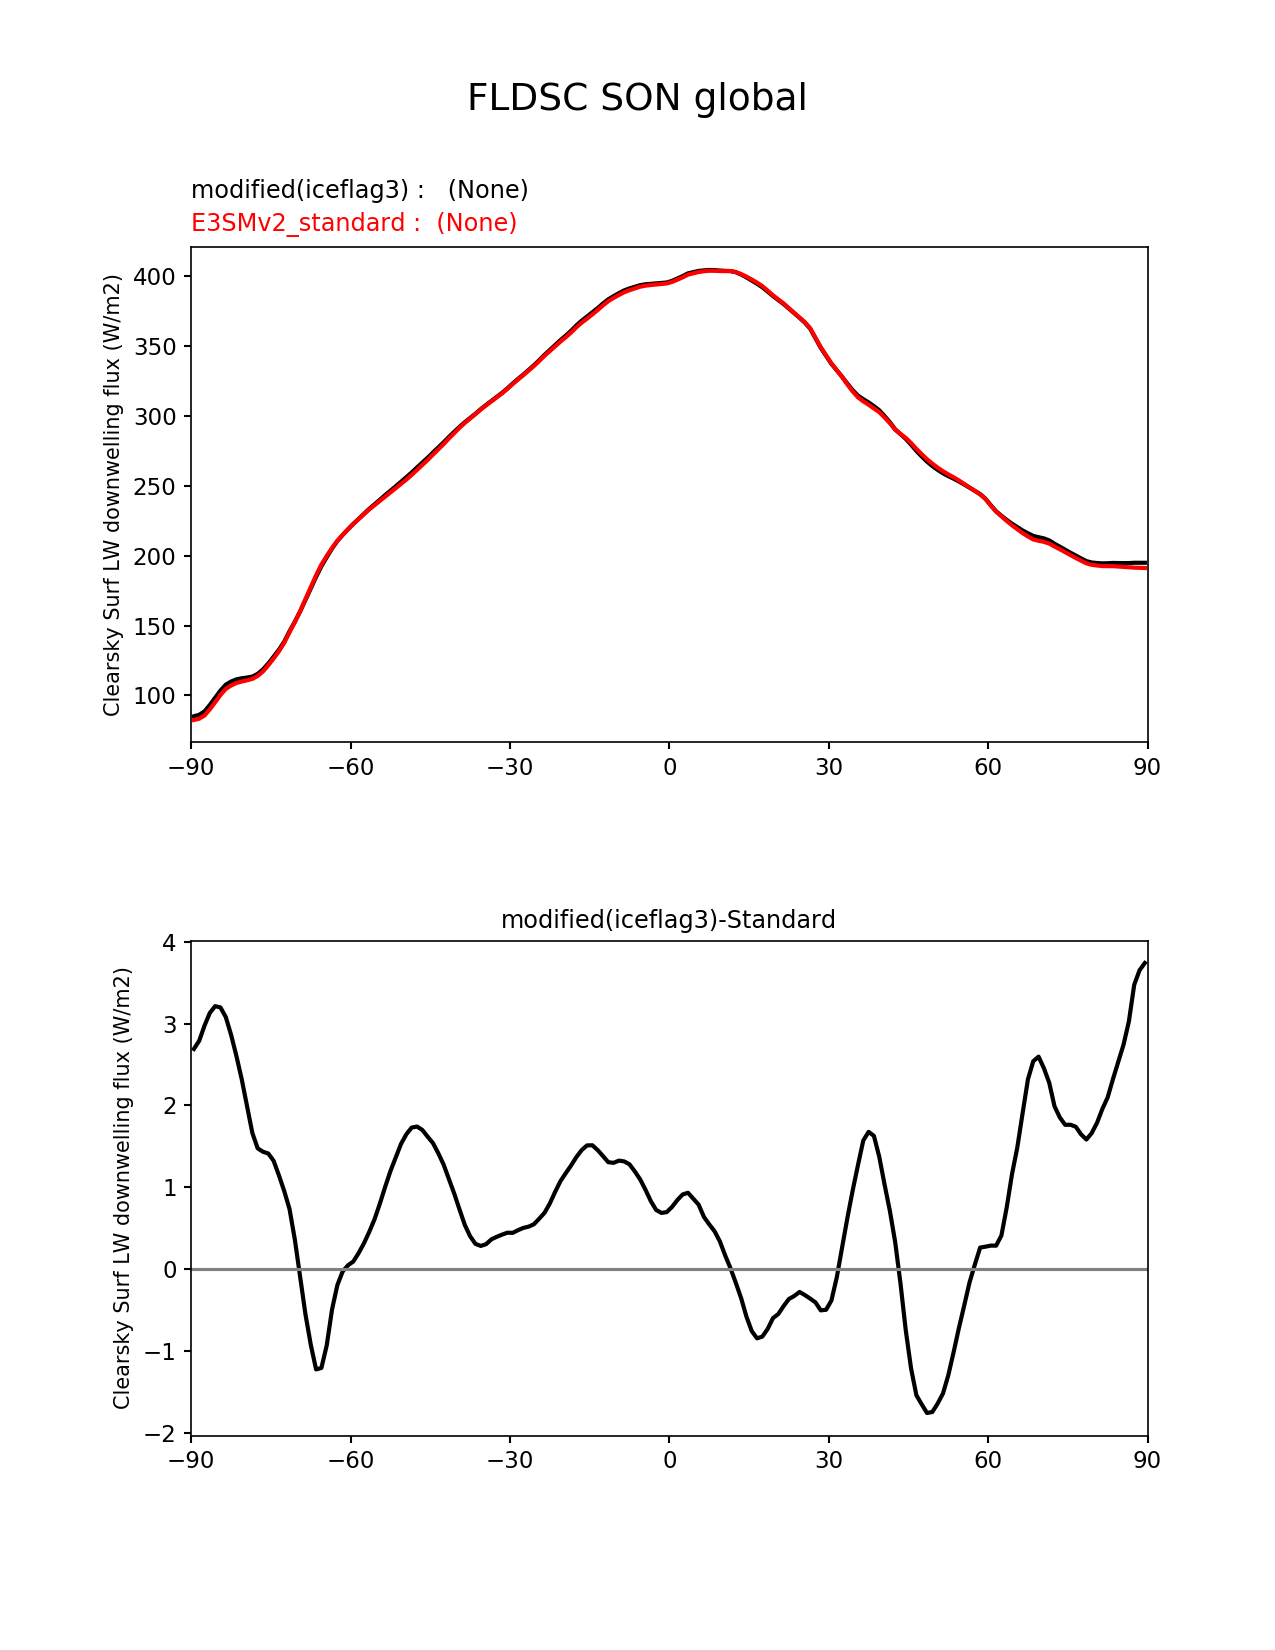 FLDSC SON global
modified(iceflag3) :   (None)
E3SMv2_standard :  (None)
Clearsky Surf LW downwelling flux (W/m2)
400
350
300
250
200
150
100
−90 −60 −30 0 30 60 90
modified(iceflag3)-Standard
Clearsky Surf LW downwelling flux (W/m2)
4
3
2
1
0
−1
−2
−90 −60 −30 0 30 60 90